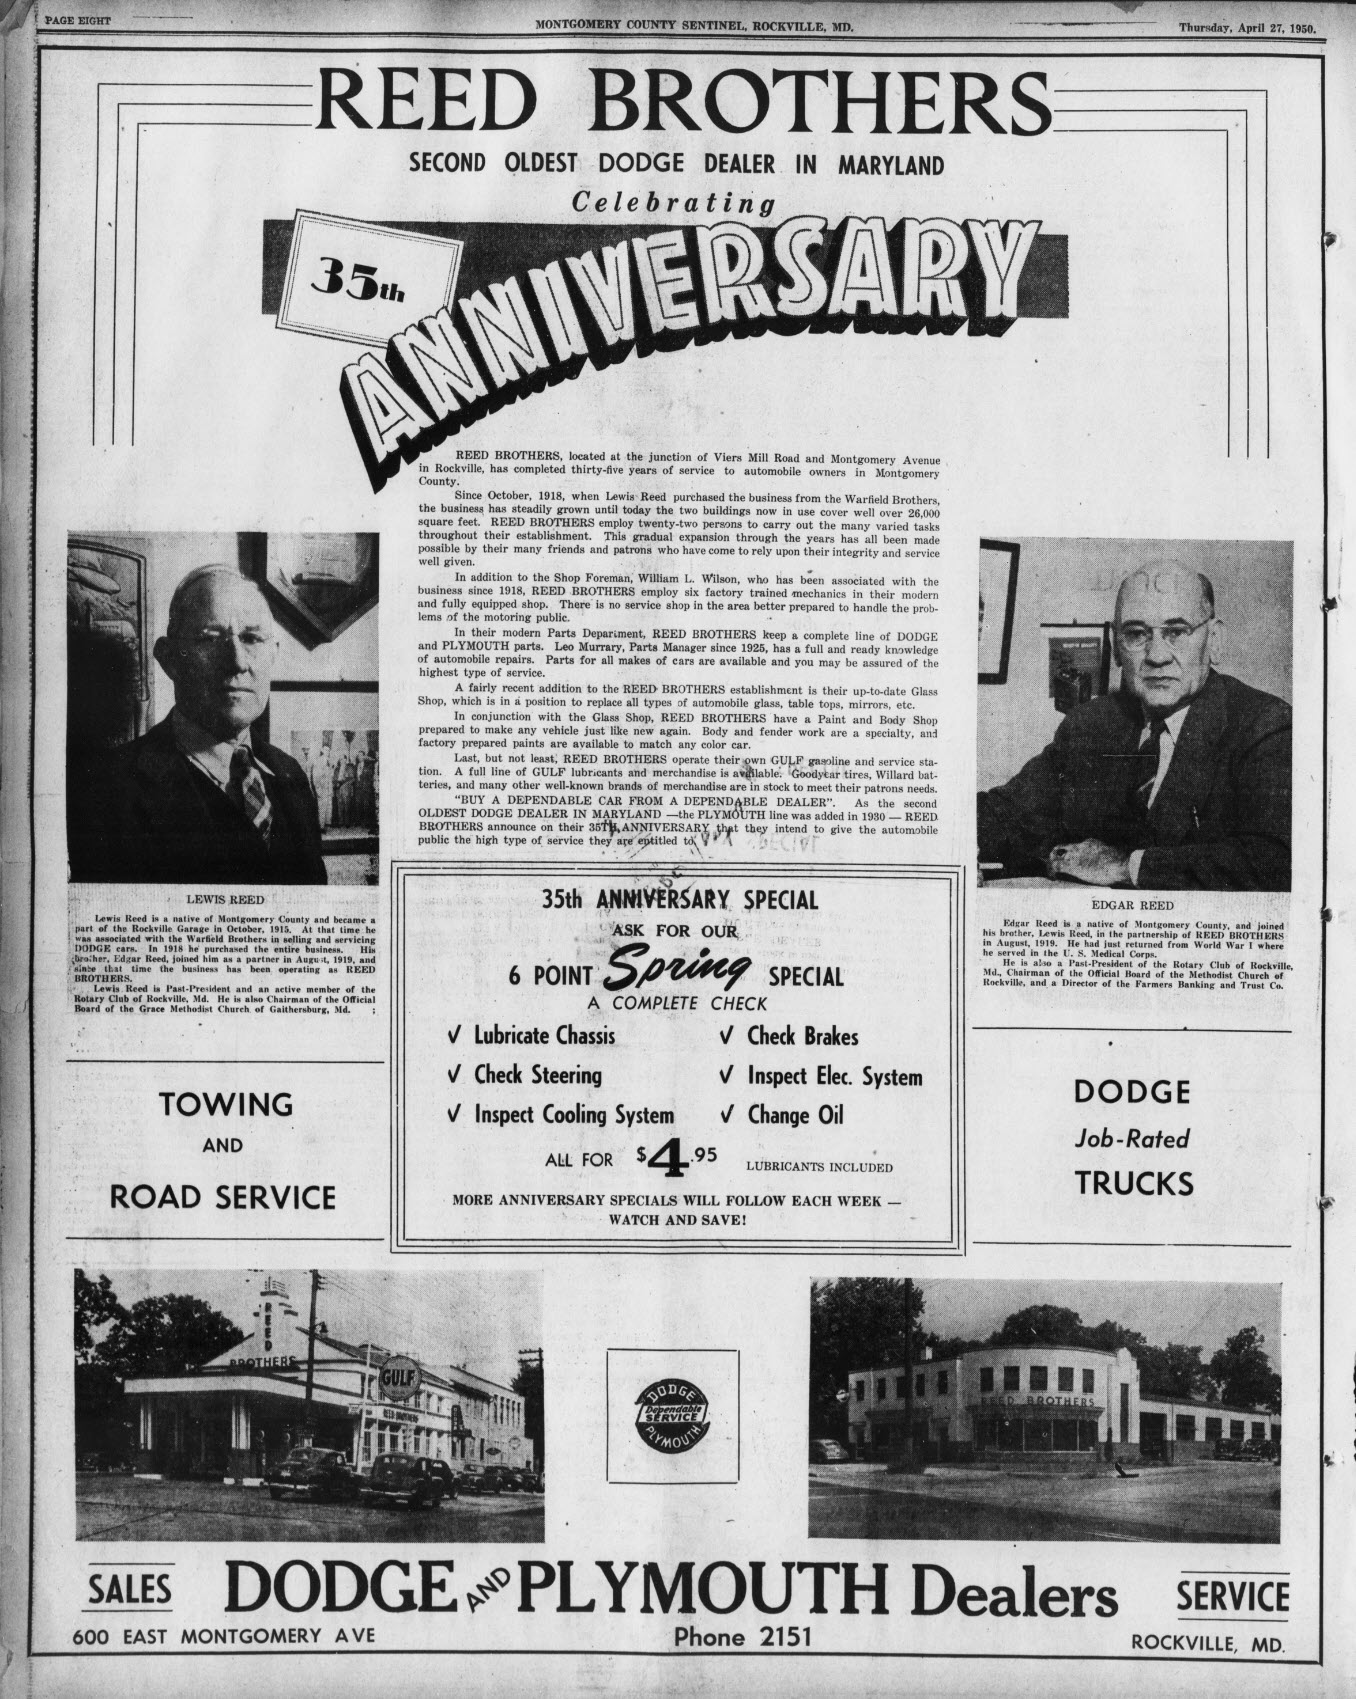 PAGE EIGHT
MONTGOMERY COUNTY SENTINEL, ROCKVILLE, MD.
Thursday, April 27, 1950.
REED BROTHERS
SECOND OLDEST DODGE DEALER IN MARYLAND
Celebrating
35th
ANNIVERSARY
REED BROTHERS, located at the junction of Viers Mill Road and Montgomery Avenue
in Rockville, has completed thirty-five years of service to automobile owners in Montgomery
County.
Since October, 1918, when Lewis Reed purchased the business from the Warfield Brothers,
the business has steadily grown until today the two buildings now in use cover well over 26,000
square feet. REED BROTHERS employ twenty-two persons to carry out the many varied tasks
throughout their establishment. This gradual expansion through the years has all been made
possible by their many friends and patrons who have come to rely upon their integrity and service
well given.
In addition to the Shop Foreman, William L. Wilson, who has been associated with the
business since 1918, REED BROTHERS employ six factory trained mechanics in their modern
and fully equipped shop. There is no service shop in the area better prepared to handle the prob-
lems of the motoring public.
In their modern Parts Department, REED BROTHERS keep a complete line of DODGE
and PLYMOUTH parts. Leo Murrary, Parts Manager since 1925, has a full and ready knowledge
of automobile repairs. Parts for all makes of cars are available and you may be assured of the
highest type of service.
A fairly recent addition to the REED BROTHERS establishment is their up-to-date Glass
Shop, which is in a position to replace all types of automobile glass, table tops, mirrors, etc.
In conjunction with the Glass Shop, REED BROTHERS have a Paint and Body Shop
prepared to make any vehicle just like new again. Body and fender work are a specialty, and
factory prepared paints are available to match any color car.
Last, but not least, REED BROTHERS operate their own GULF gasoline and service sta-
tion. A full line of GULF lubricants and merchandise is available. Goodyear tires, Willard bat-
teries, and many other well-known brands of merchandise are in stock to meet their patrons needs.
"BUY A DEPENDABLE CAR FROM A DEPENDABLE DEALER". As the second
OLDEST DODGE DEALER IN MARYLAND —the PLYMOUTH line was added in 1930 — REED
BROTHERS announce on their 35TH ANNIVERSARY that they intend to give the automobile
public the high type of service they are entitled to.
LEWIS REED
Lewis Reed is a native of Montgomery County and became a
part of the Rockville Garage in October, 1915. At that time he
was associated with the Warfield Brothers in selling and servicing
DODGE cars. In 1918 he purchased the entire business. His
brother, Edgar Reed, joined him as a partner in August, 1919, and
since that time the business has been operating as REED
BROTHERS.
Lewis Reed is Past-President and an active member of the
Rotary Club of Rockville, Md. He is also Chairman of the Official
Board of the Grace Methodist Church of Gaithersburg, Md.
EDGAR REED
Edgar Reed is a native of Montgomery County, and joined
his brother, Lewis Reed, in the partnership of REED BROTHERS
in August, 1919. He had just returned from World War I where
he served in the U. S. Medical Corps.
He is also a Past-President of the Rotary Club of Rockville,
Md., Chairman of the Official Board of the Methodist Church of
Rockville, and a Director of the Farmers Banking and Trust Co.
35th ANNIVERSARY SPECIAL
ASK FOR OUR
6 POINT Spring SPECIAL
A COMPLETE CHECK
✓ Lubricate Chassis ✓ Check Brakes
✓ Check Steering ✓ Inspect Elec. System
✓ Inspect Cooling System ✓ Change Oil
ALL FOR $4.95 LUBRICANTS INCLUDED
MORE ANNIVERSARY SPECIALS WILL FOLLOW EACH WEEK —
WATCH AND SAVE!
TOWING
AND
ROAD SERVICE
DODGE
Job-Rated
TRUCKS
REED
BROTHERS
GULF
REED BROTHERS
DODGE
Dependable
SERVICE
PLYMOUTH
REED BROTHERS
SALES
DODGE AND PLYMOUTH Dealers
SERVICE
600 EAST MONTGOMERY AVE
Phone 2151
ROCKVILLE, MD.